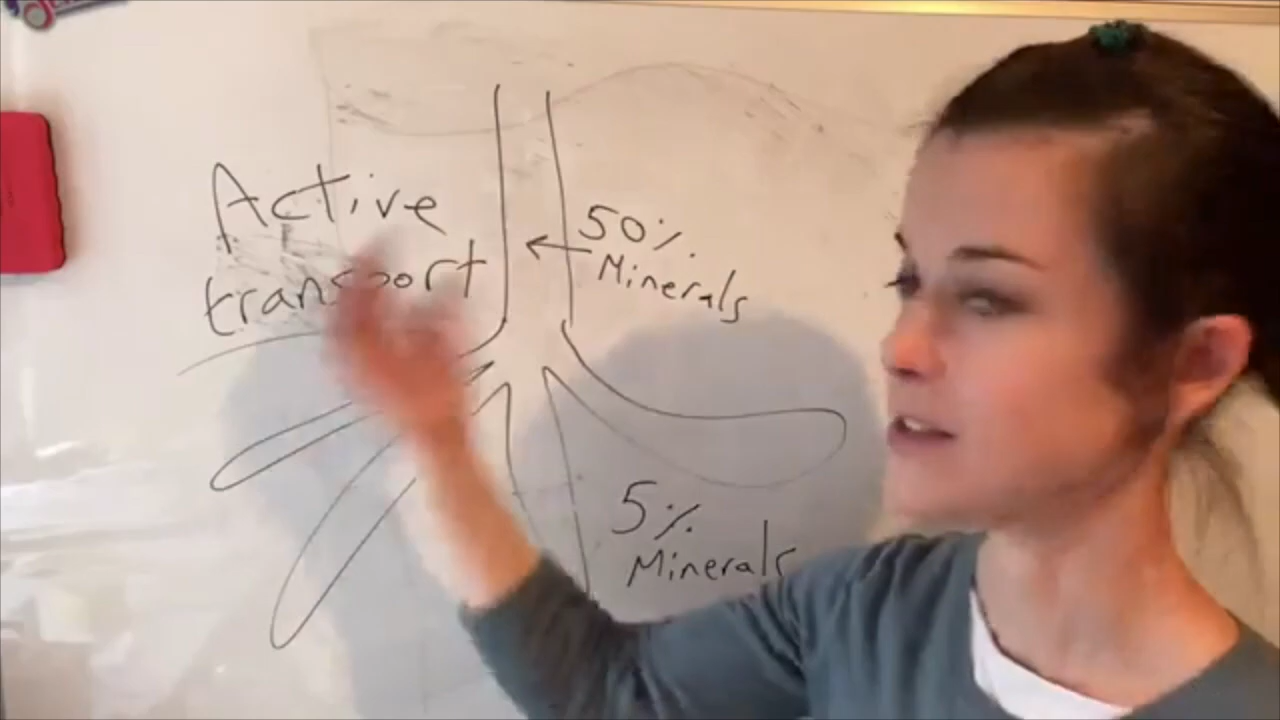 Active
transport
50%
Minerals
5%
Minerals